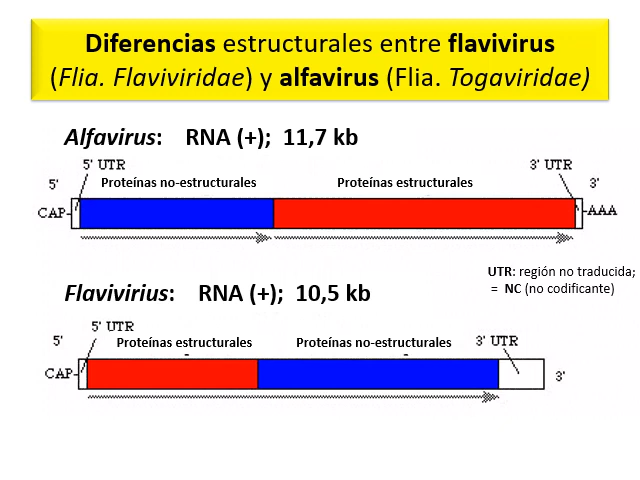 Diferencias estructurales entre flavivirus
(Flia. Flaviviridae) y alfavirus (Flia. Togaviridae)
Alfavirus: RNA (+); 11,7 kb
5' UTR
3' UTR
5'
Proteínas no-estructurales
Proteínas estructurales
3'
CAP
AAA
UTR: región no traducida;
= NC (no codificante)
Flavivirius: RNA (+); 10,5 kb
5' UTR
5'
Proteínas estructurales
Proteínas no-estructurales
3' UTR
CAP
3'